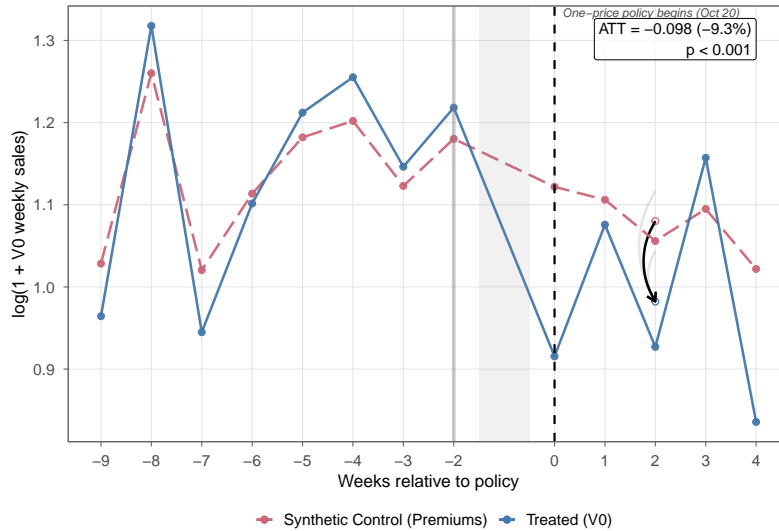 One−price policy begins (Oct 20)
ATT = −0.098 (−9.3%)
p < 0.001
1.3
1.2
1.1
1.0
0.9
log(1 + V0 weekly sales)
−9 −8 −7 −6 −5 −4 −3 −2 0 1 2 3 4
Weeks relative to policy
Synthetic Control (Premiums) Treated (V0)